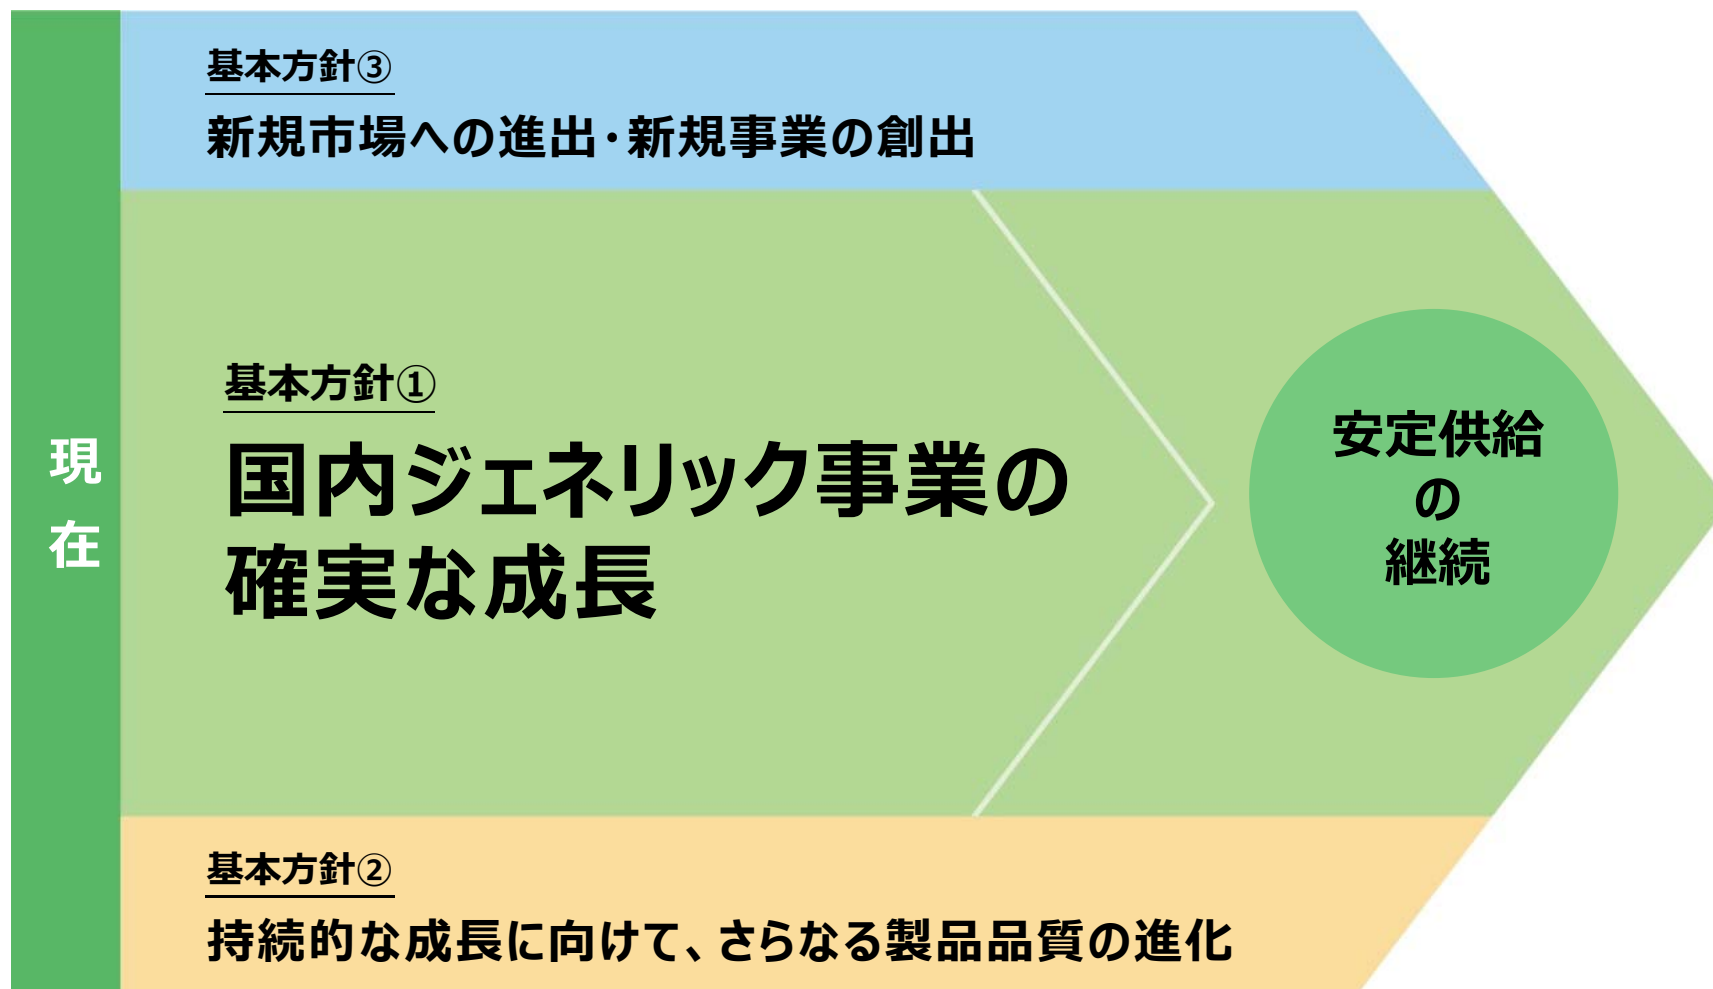 現
在
基本方針③
新規市場への進出・新規事業の創出
基本方針①
国内ジェネリック事業の
確実な成長
安定供給
の
継続
基本方針②
持続的な成長に向けて、さらなる製品品質の進化